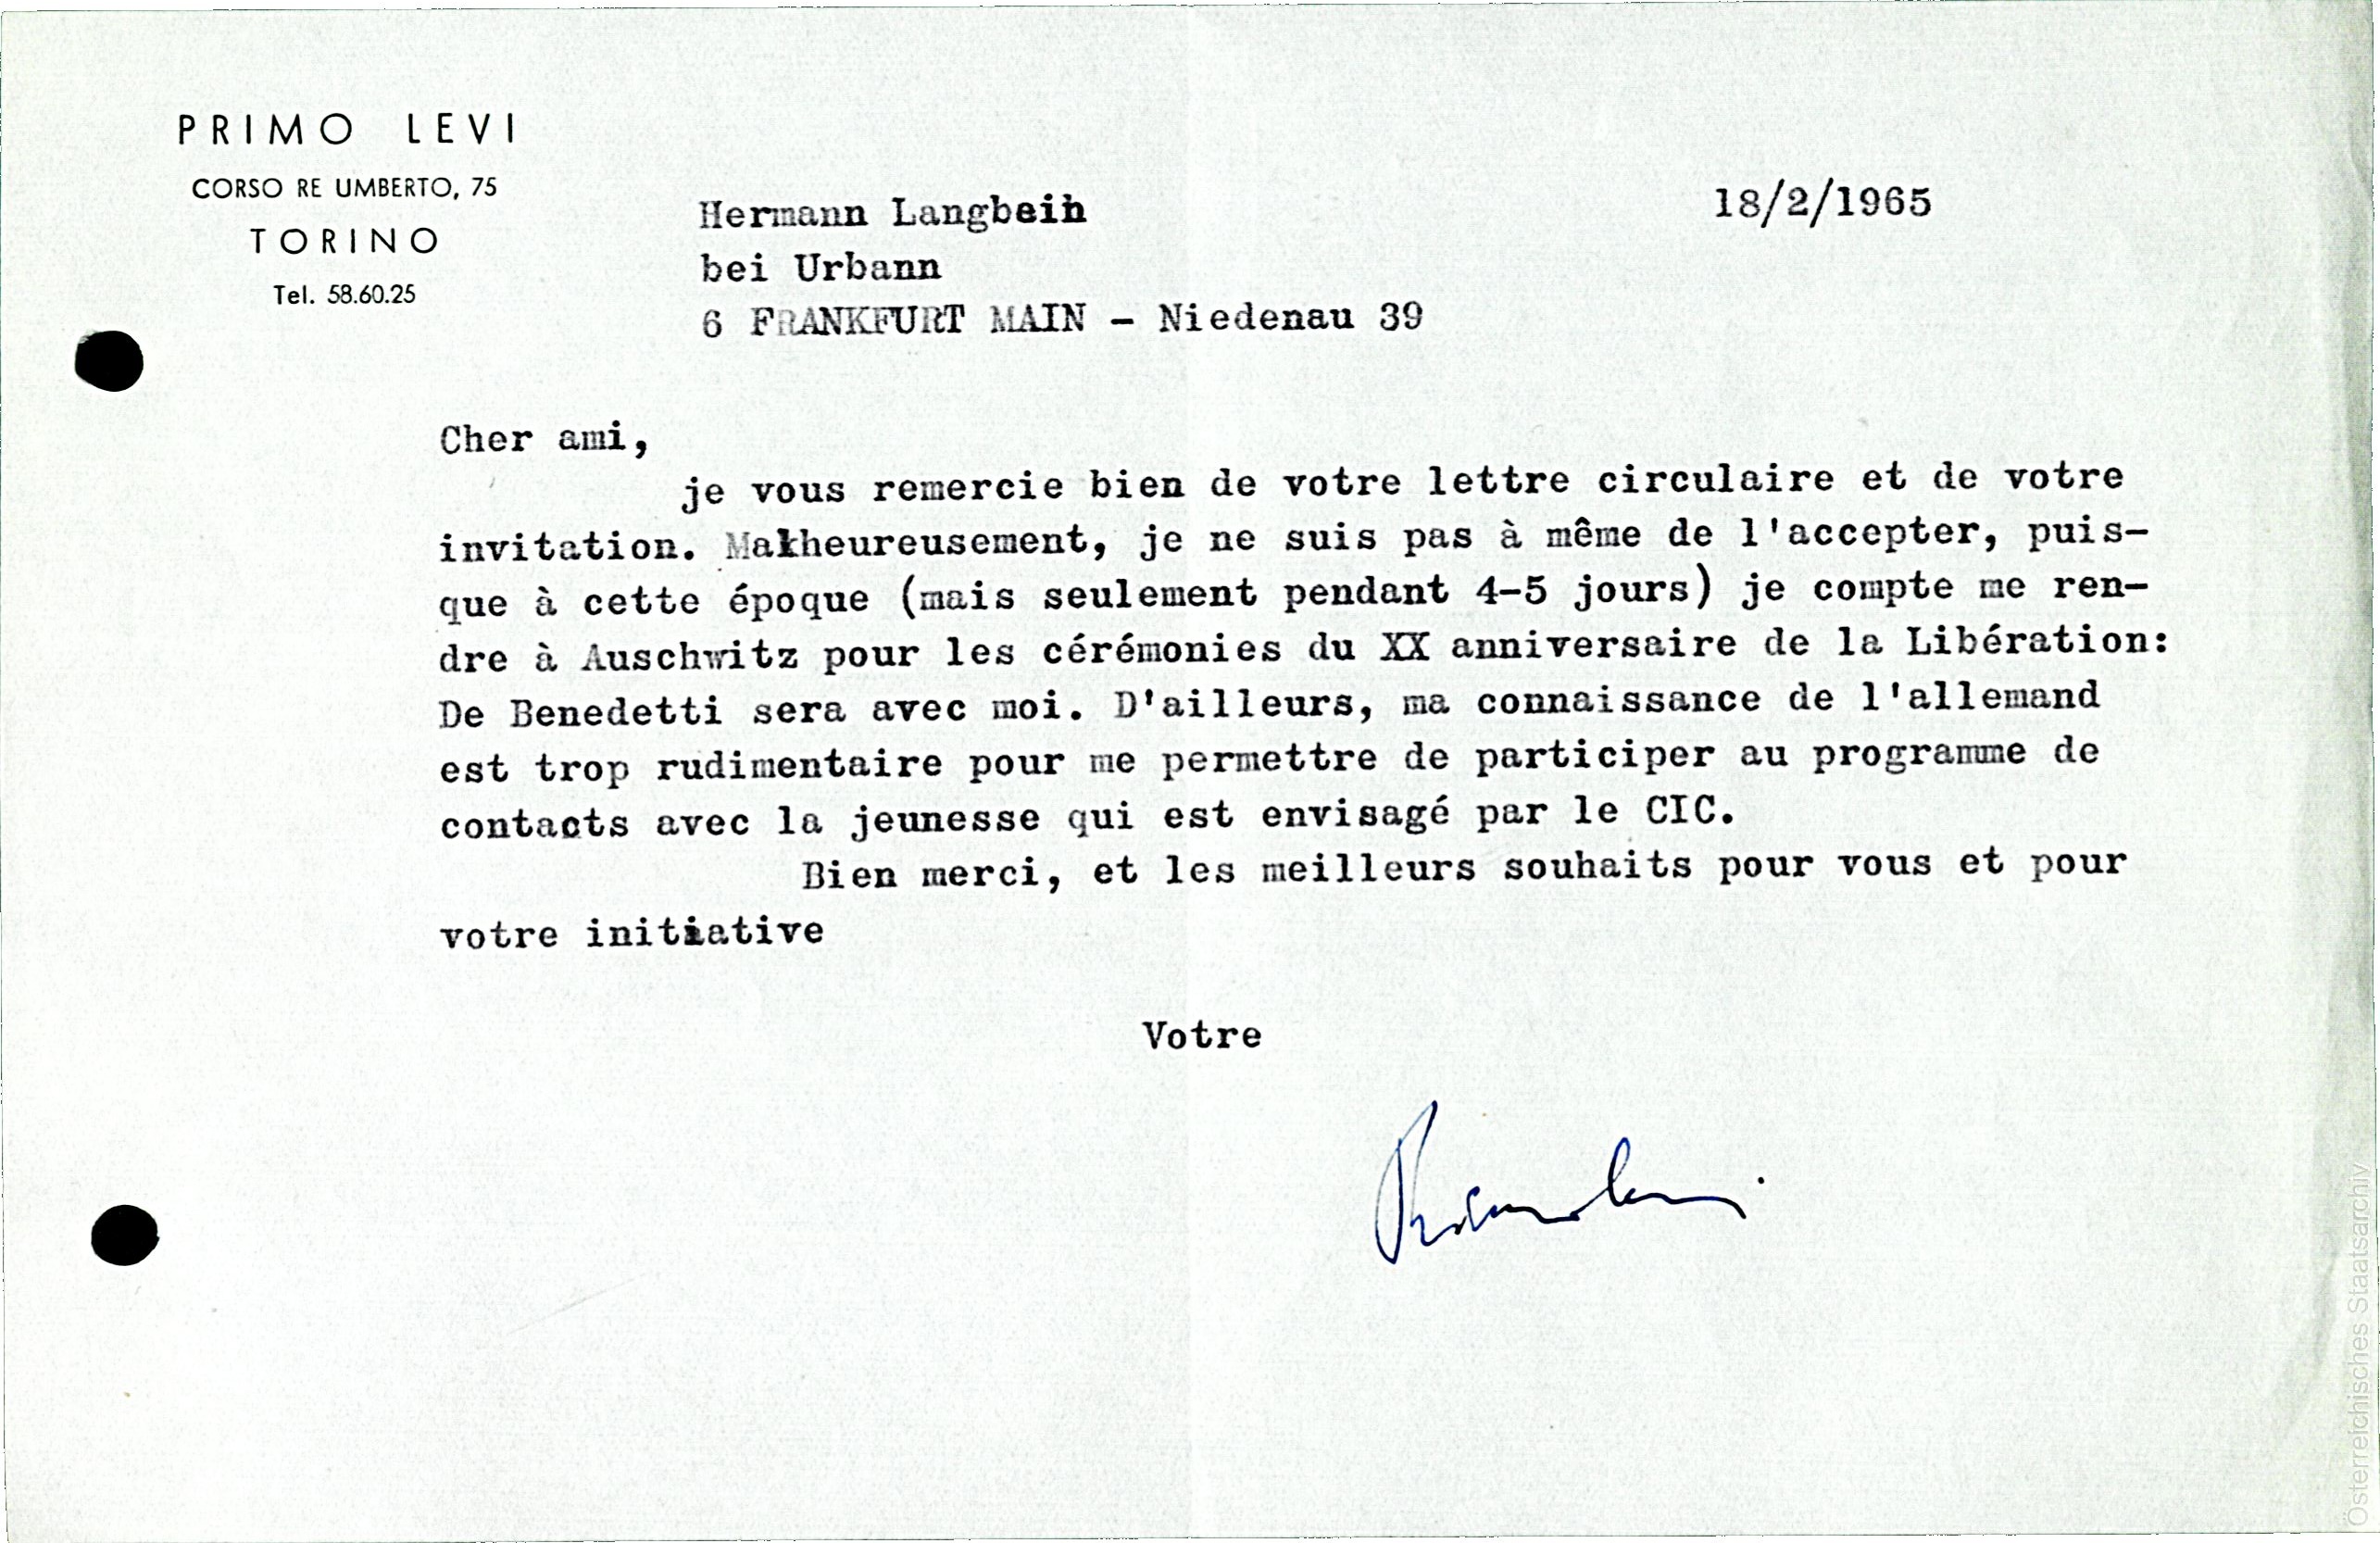 PRIMO LEVI
CORSO RE UMBERTO, 75
TORINO
Tel. 58.60.25
Hermann Langbein
bei Urbann
6 FRANKFURT MAIN - Niedenau 39
18/2/1965
Cher ami,
je vous remercie bien de votre lettre circulaire et de votre
invitation. Malheureusement, je ne suis pas à même de l'accepter, puis-
que à cette époque (mais seulement pendant 4-5 jours) je compte me ren-
dre à Auschwitz pour les cérémonies du XX anniversaire de la Libération:
De Benedetti sera avec moi. D'ailleurs, ma connaissance de l'allemand
est trop rudimentaire pour me permettre de participer au programme de
contacts avec la jeunesse qui est envisagé par le CIC.
Bien merci, et les meilleurs souhaits pour vous et pour
votre initiative
Votre
Primo Levi
Österreichisches Staatsarchiv